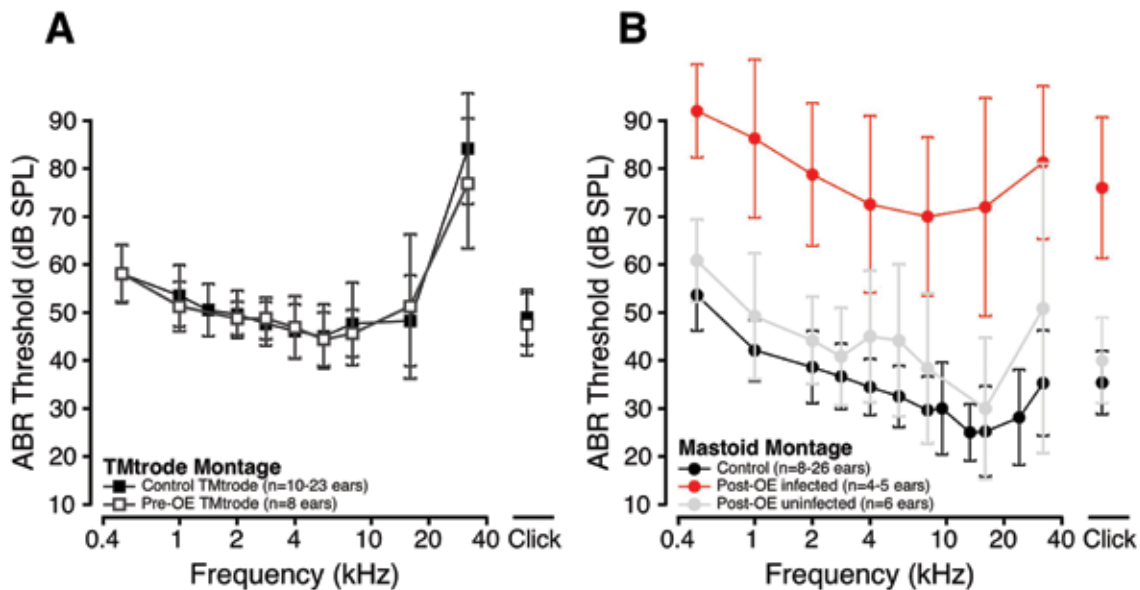 A
ABR Threshold (dB SPL)
90
80
70
60
50
40
30
20
10
TMtrode Montage
Control TMtrode (n=10-23 ears)
Pre-OE TMtrode (n=8 ears)
0.4 1 2 4 10 20 40 Click
Frequency (kHz)
B
ABR Threshold (dB SPL)
90
80
70
60
50
40
30
20
10
Mastoid Montage
Control (n=8-26 ears)
Post-OE infected (n=4-5 ears)
Post-OE uninfected (n=6 ears)
0.4 1 2 4 10 20 40 Click
Frequency (kHz)